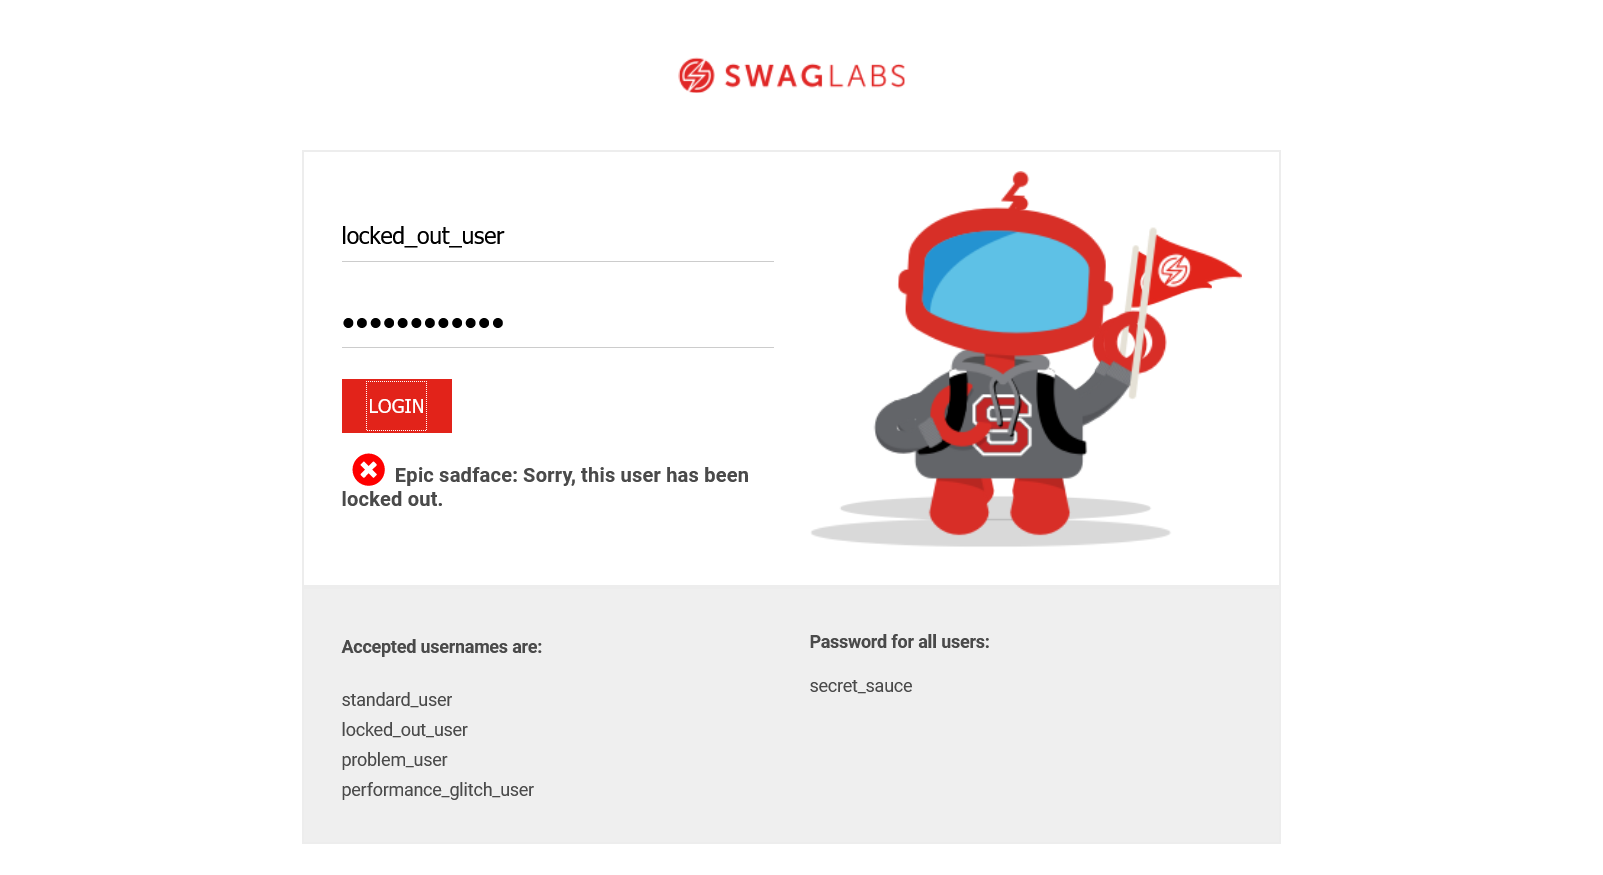 SWAGLABS
locked_out_user
••••••••••••
LOGIN
Epic sadface: Sorry, this user has been
locked out.
S
Accepted usernames are:
standard_user
locked_out_user
problem_user
performance_glitch_user
Password for all users:
secret_sauce